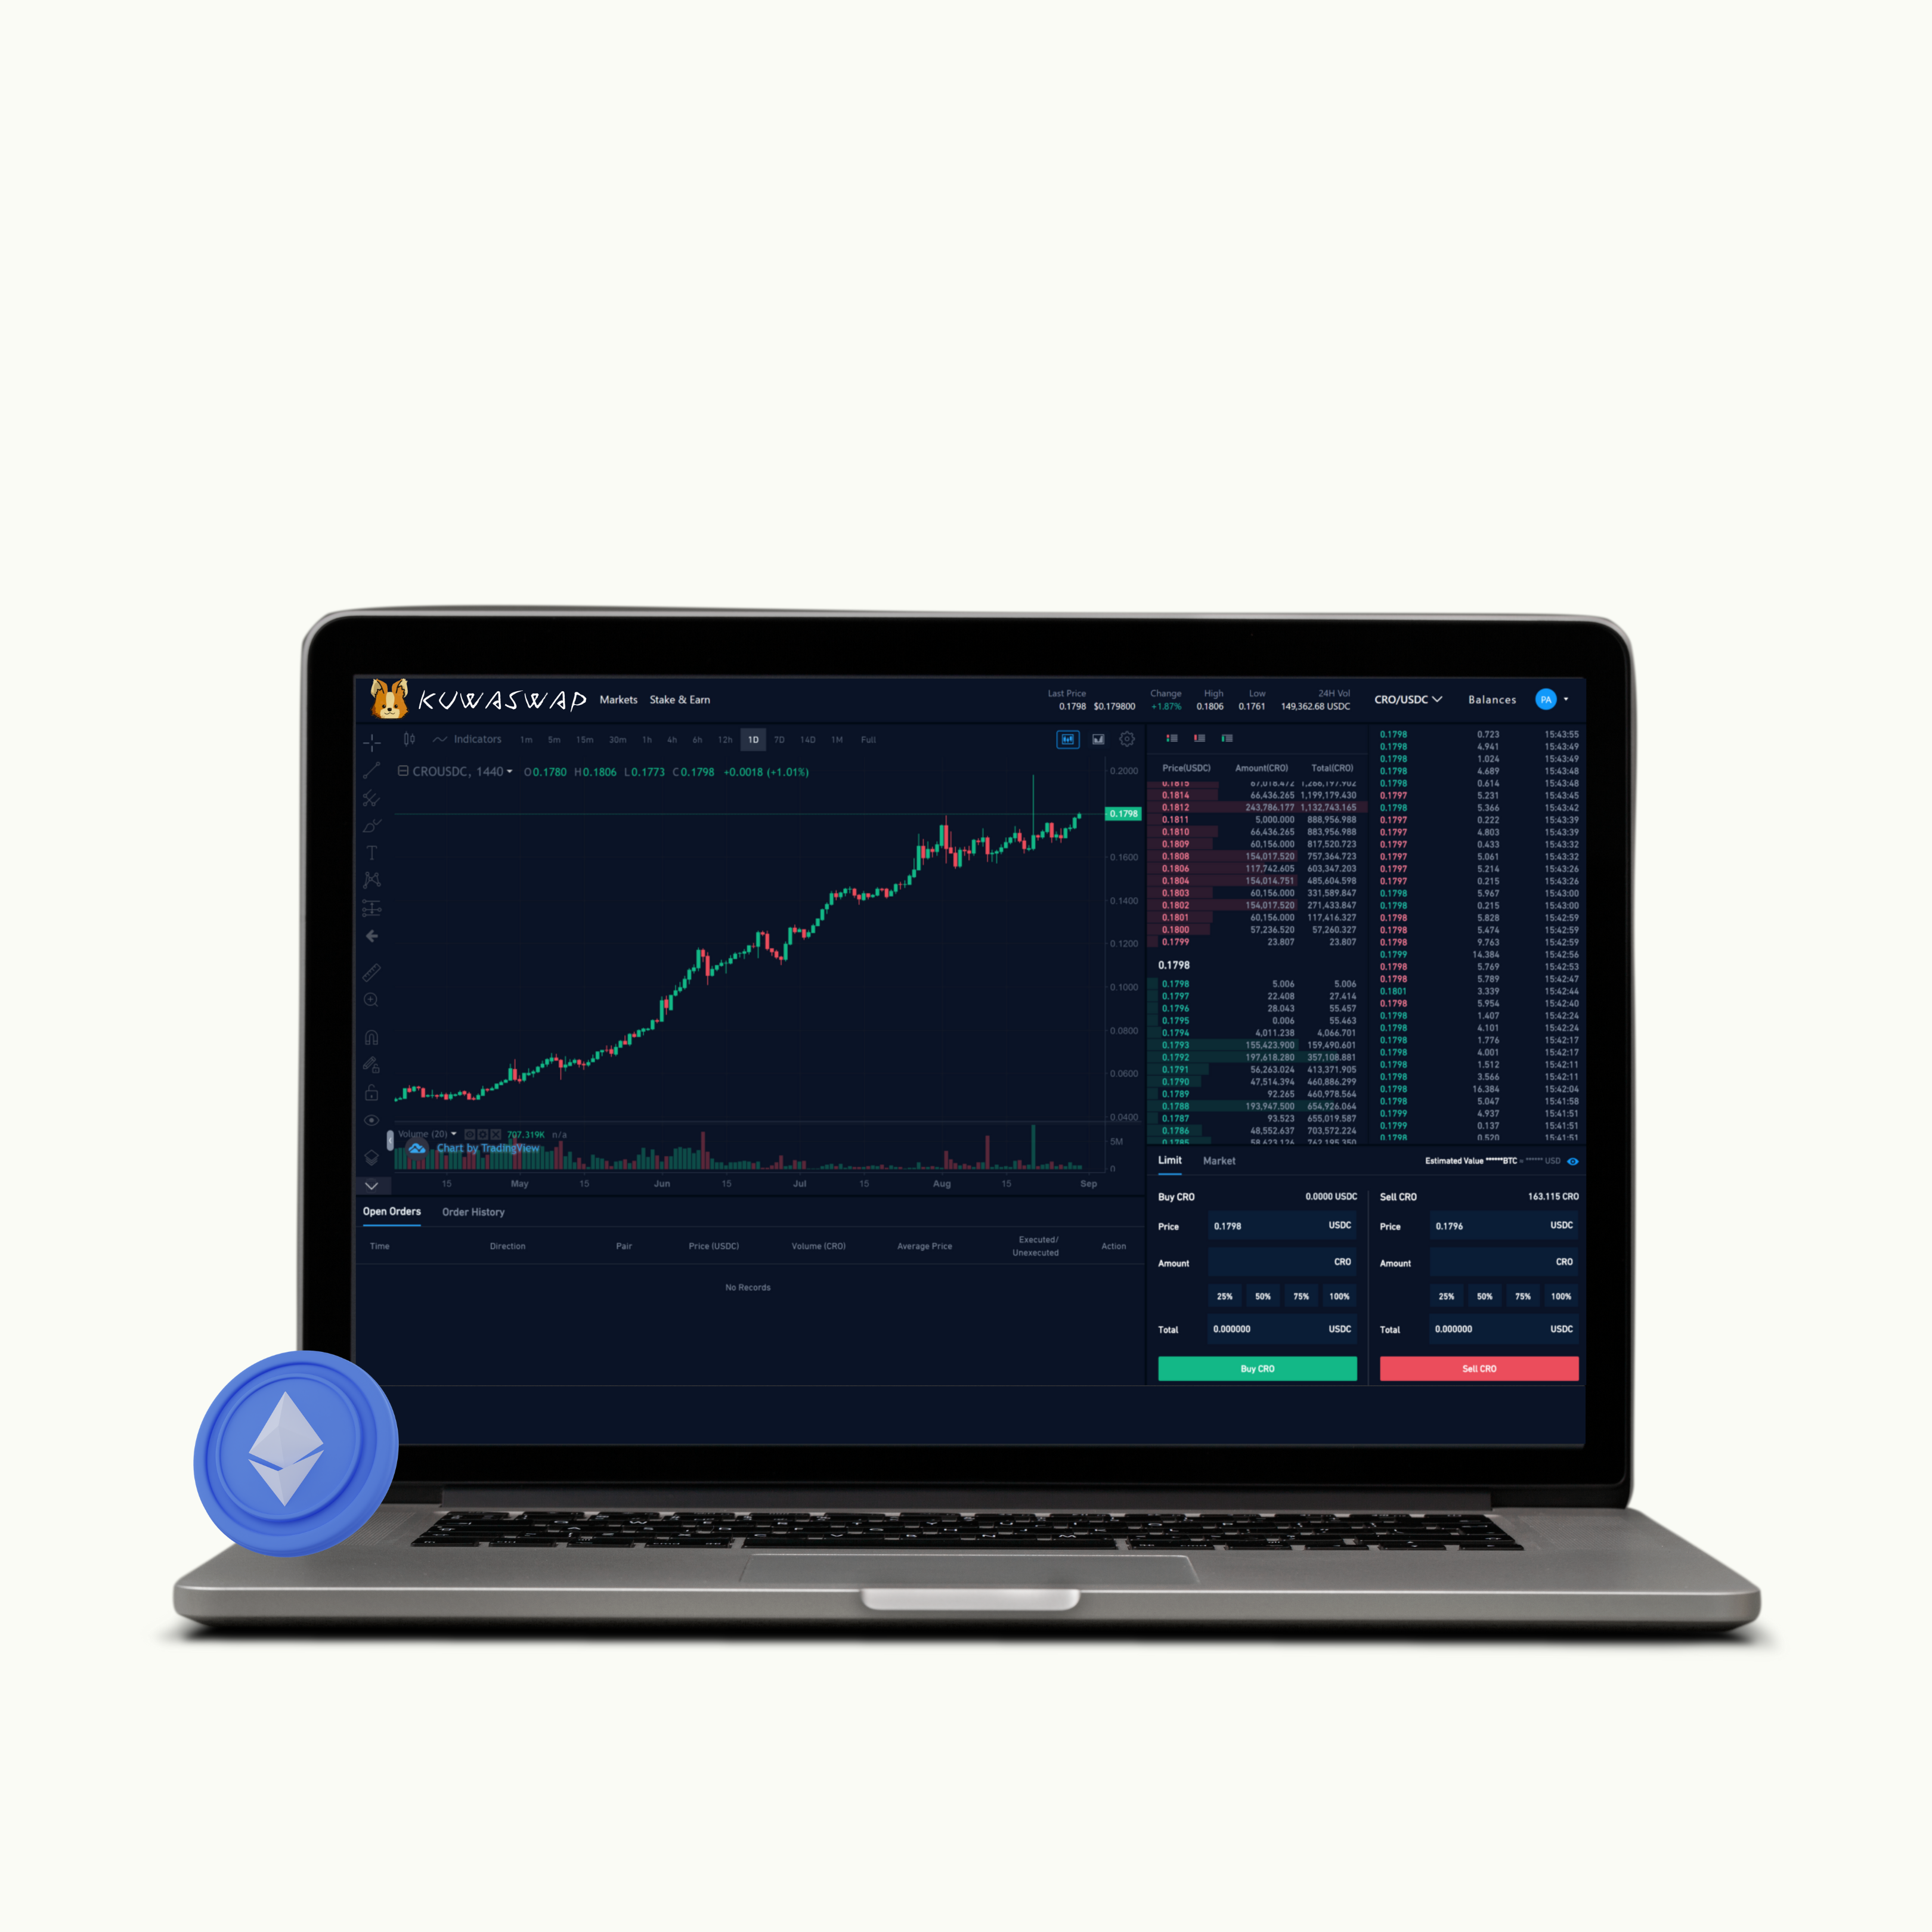 KUWASWAP Markets Stake & Earn
Last Price Change High Low 24H Vol
0.1798 $0.179800 +1.87% 0.1806 0.1761 149,362.68 USDC
CRO/USDC Balances PA
Indicators 1m 5m 15m 30m 1h 4h 6h 12h 1D 7D 14D 1M Full
CROUSDC, 1440 O0.1780 H0.1806 L0.1773 C0.1798 +0.0018 (+1.01%)
0.2000
0.1798
0.1600
0.1400
0.1200
0.1000
0.0800
0.0600
0.0400
Volume (20) 707.319K n/a
Chart by TradingView
5M
0
15 May 15 Jun 15 Jul 15 Aug 15 Sep
Open Orders Order History
Time Direction Pair Price (USDC) Volume (CRO) Average Price Executed/ Unexecuted Action
No Records
Price(USDC) Amount(CRO) Total(CRO)
0.1815 67,018.472 1,266,197.902
0.1814 66,436.265 1,199,179.430
0.1812 243,786.177 1,132,743.165
0.1811 5,000.000 888,956.988
0.1810 66,436.265 883,956.988
0.1809 60,156.000 817,520.723
0.1808 154,017.520 757,364.723
0.1806 117,742.605 603,347.203
0.1804 154,014.751 485,604.598
0.1803 60,156.000 331,589.847
0.1802 154,017.520 271,433.847
0.1801 60,156.000 117,416.327
0.1800 57,236.520 57,260.327
0.1799 23.807 23.807
0.1798
0.1798 5.006 5.006
0.1797 22.408 27.414
0.1796 28.043 55.457
0.1795 0.006 55.463
0.1794 4,011.238 4,066.701
0.1793 155,423.900 159,490.601
0.1792 197,618.280 357,108.881
0.1791 56,263.024 413,371.905
0.1790 47,514.394 460,886.299
0.1789 92.265 460,978.564
0.1788 193,947.500 654,926.064
0.1787 93.523 655,019.587
0.1786 48,552.637 703,572.224
0.1785 58,623.126 762,195.350
0.1798 0.723 15:43:55
0.1798 4.941 15:43:49
0.1798 1.024 15:43:49
0.1798 4.689 15:43:48
0.1798 0.614 15:43:48
0.1797 5.231 15:43:45
0.1798 5.366 15:43:42
0.1797 0.222 15:43:39
0.1797 4.803 15:43:39
0.1797 0.433 15:43:32
0.1797 5.061 15:43:32
0.1797 5.214 15:43:26
0.1797 0.215 15:43:26
0.1798 5.967 15:43:00
0.1798 0.215 15:43:00
0.1798 5.828 15:42:59
0.1798 5.474 15:42:59
0.1798 9.763 15:42:59
0.1799 14.384 15:42:56
0.1798 5.769 15:42:53
0.1798 5.789 15:42:47
0.1801 3.339 15:42:44
0.1798 5.954 15:42:40
0.1798 1.407 15:42:24
0.1798 4.101 15:42:24
0.1798 1.776 15:42:17
0.1798 4.001 15:42:17
0.1798 1.512 15:42:11
0.1798 3.566 15:42:11
0.1798 16.384 15:42:04
0.1798 5.047 15:41:58
0.1799 4.937 15:41:51
0.1799 0.137 15:41:51
0.1798 0.520 15:41:51
Limit Market Estimated Value ******BTC ≈ ****** USD
Buy CRO 0.0000 USDC
Price 0.1798 USDC
Amount CRO
25% 50% 75% 100%
Total 0.000000 USDC
Buy CRO
Sell CRO 163.115 CRO
Price 0.1796 USDC
Amount CRO
25% 50% 75% 100%
Total 0.000000 USDC
Sell CRO